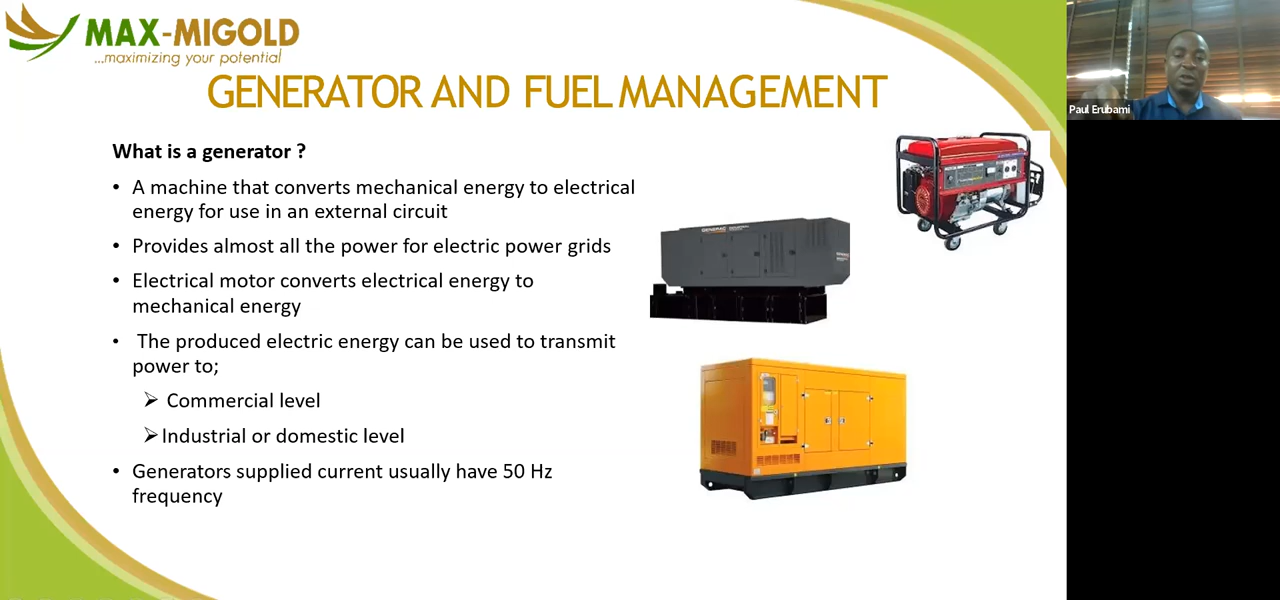 MAX-MIGOLD
...maximizing your potential
GENERATOR AND FUEL MANAGEMENT
What is a generator ?
• A machine that converts mechanical energy to electrical
energy for use in an external circuit
• Provides almost all the power for electric power grids
• Electrical motor converts electrical energy to
mechanical energy
• The produced electric energy can be used to transmit
power to;
➢ Commercial level
➢Industrial or domestic level
• Generators supplied current usually have 50 Hz
frequency
GENERAC
Paul Erubami